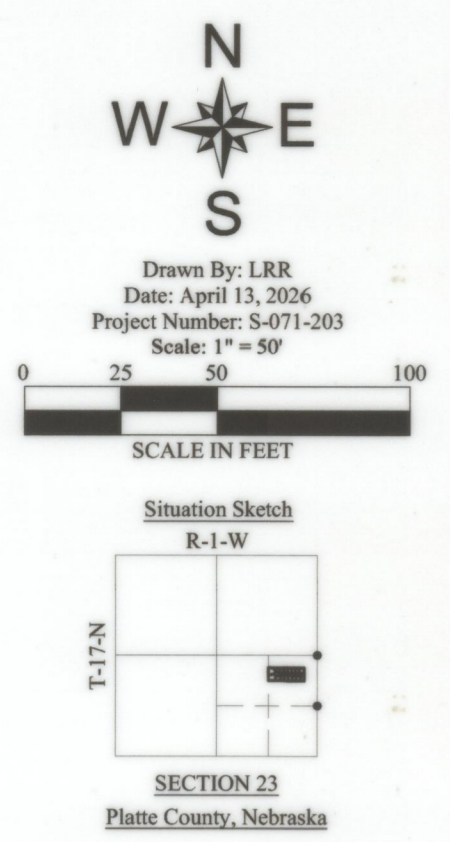 N
W E
S
Drawn By: LRR
Date: April 13, 2026
Project Number: S-071-203
Scale: 1" = 50'
0 25 50 100
SCALE IN FEET
Situation Sketch
R-1-W
T-17-N
SECTION 23
Platte County, Nebraska